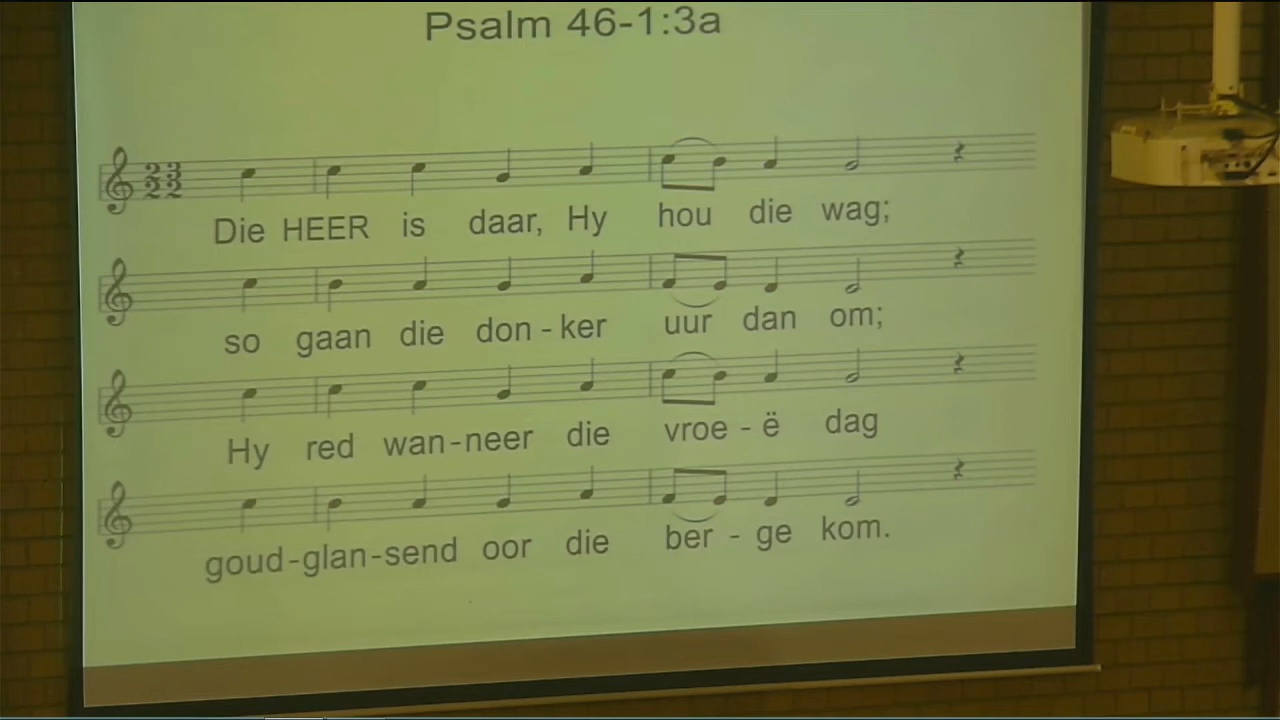 Psalm 46-1:3a
Die HEER is daar, Hy hou die wag;
so gaan die don-ker uur dan om;
Hy red wan-neer die vroe-ë dag
goud-glan-send oor die ber-ge kom.